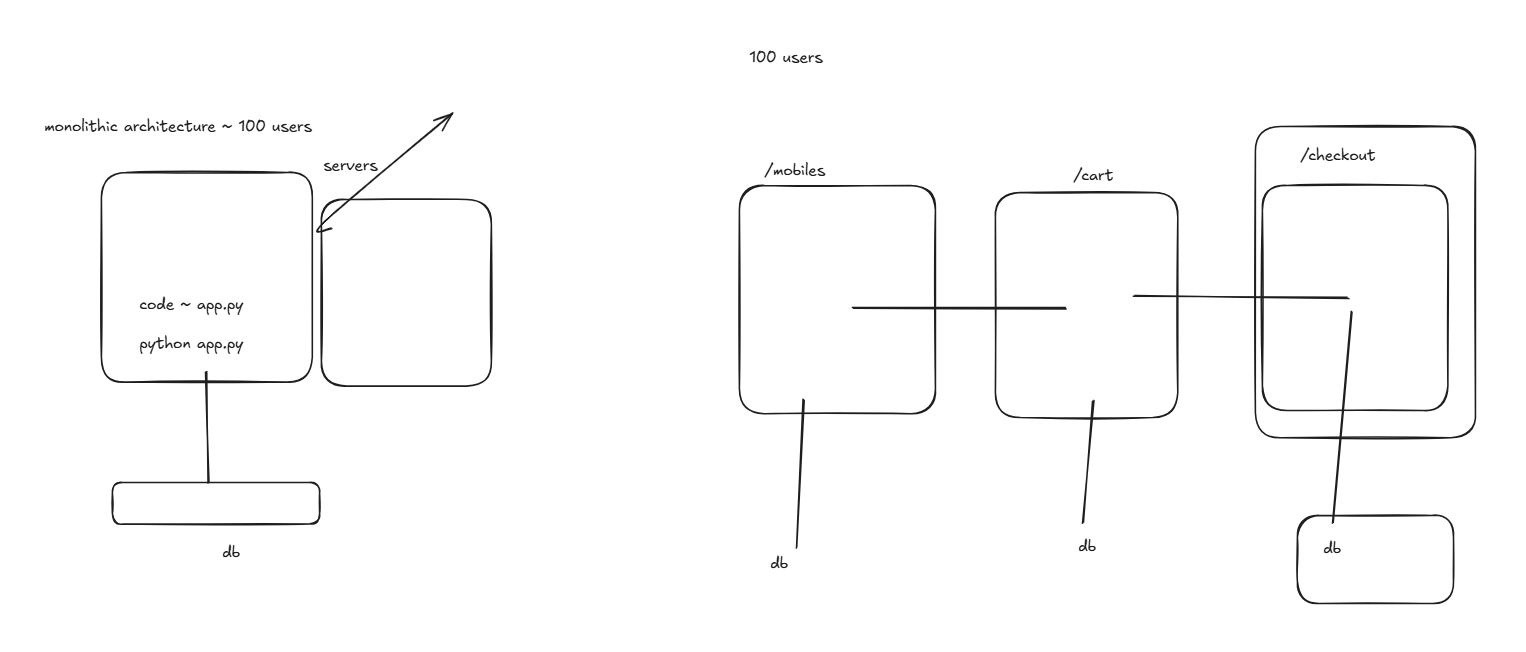 monolithic architecture ~ 100 users
servers
code ~ app.py
python app.py
db
100 users
/mobiles
/cart
/checkout
db
db
db